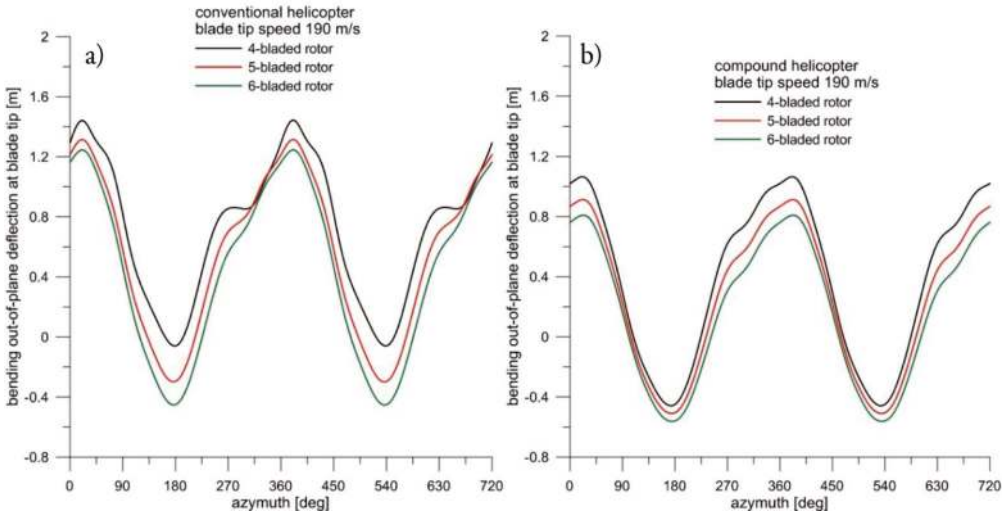 conventional helicopter
blade tip speed 190 m/s
4-bladed rotor
5-bladed rotor
6-bladed rotor
a)
bending out-of-plane deflection at blade tip [m]
2
1.6
1.2
0.8
0.4
0
-0.4
-0.8
0 90 180 270 360 450 540 630 720
azymuth [deg]
b)
compound helicopter
blade tip speed 190 m/s
4-bladed rotor
5-bladed rotor
6-bladed rotor
bending out-of-plane deflection at blade tip [m]
2
1.6
1.2
0.8
0.4
0
-0.4
-0.8
0 90 180 270 360 450 540 630 720
azymuth [deg]